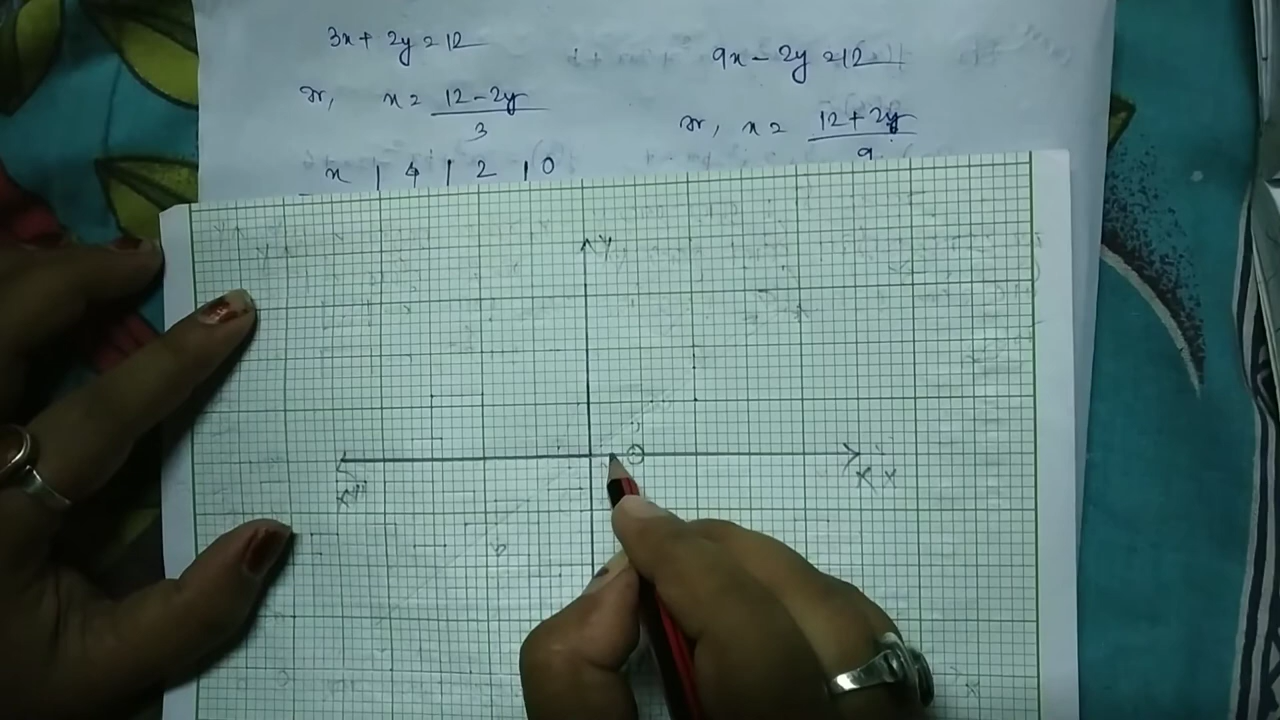 3x + 2y = 12
9x - 2y = 12
or, x = 12 - 2y / 3
or, x = 12 + 2y / 9
x | 4 | 2 | 0
Y
X
X